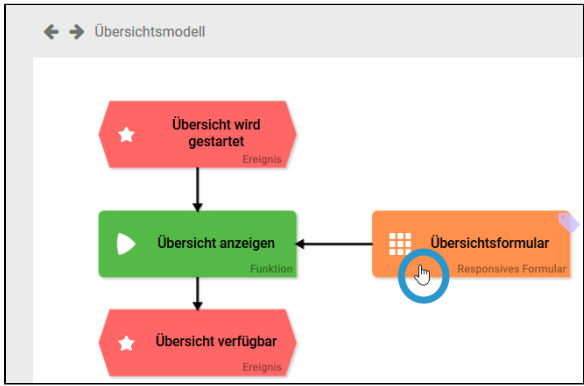 Übersichtsmodell
Übersicht wird
gestartet
Ereignis
Übersicht anzeigen
Funktion
Übersichtsformular
Responsives Formular
Übersicht verfügbar
Ereignis